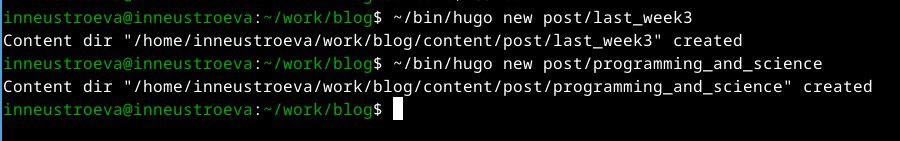 inneustroeva@inneustroeva:~/work/blog$ ~/bin/hugo new post/last_week3
Content dir "/home/inneustroeva/work/blog/content/post/last_week3" created
inneustroeva@inneustroeva:~/work/blog$ ~/bin/hugo new post/programming_and_science
Content dir "/home/inneustroeva/work/blog/content/post/programming_and_science" created
inneustroeva@inneustroeva:~/work/blog$